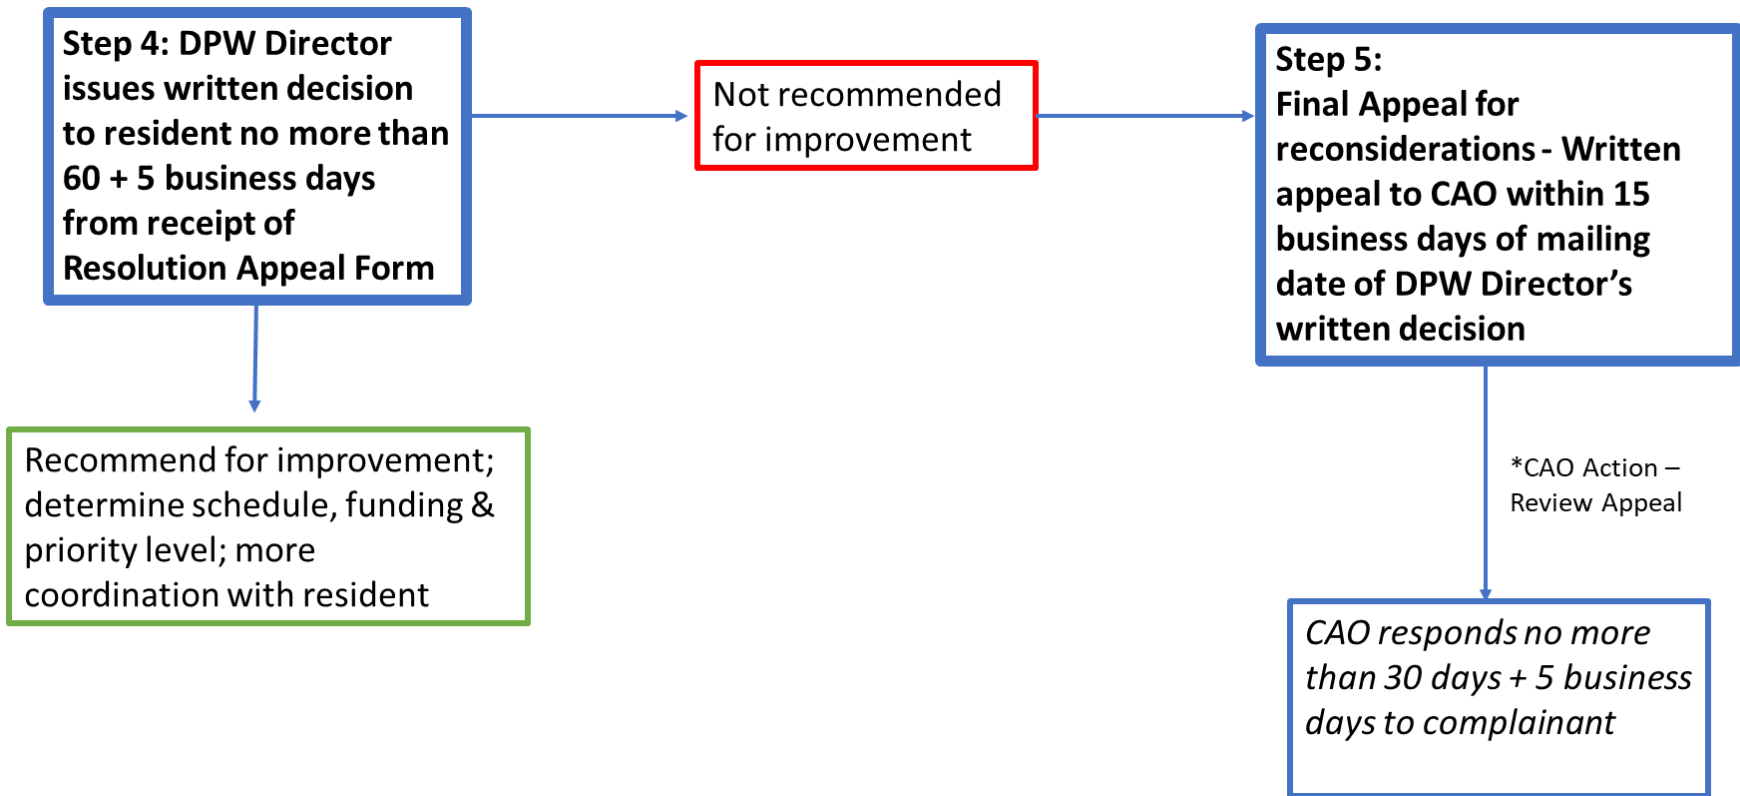 Step 4: DPW Director
issues written decision
to resident no more than
60 + 5 business days
from receipt of
Resolution Appeal Form
Not recommended
for improvement
Step 5:
Final Appeal for
reconsiderations - Written
appeal to CAO within 15
business days of mailing
date of DPW Director’s
written decision
Recommend for improvement;
determine schedule, funding &
priority level; more
coordination with resident
*CAO Action –
Review Appeal
CAO responds no more
than 30 days + 5 business
days to complainant